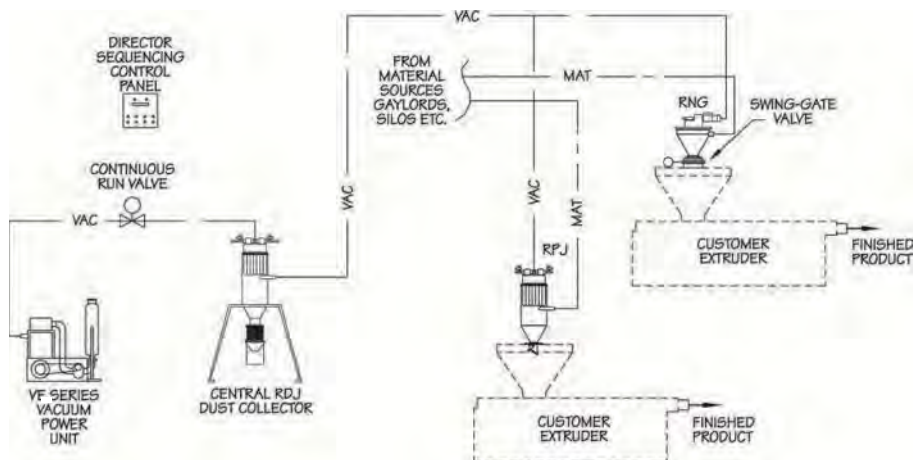 DIRECTOR
SEQUENCING
CONTROL
PANEL
CONTINUOUS
RUN VALVE
VAC
VF SERIES
VACUUM
POWER
UNIT
CENTRAL RDJ
DUST COLLECTOR
VAC
VAC
FROM
MATERIAL
SOURCES
GAYLORDS,
SILOS ETC.
MAT
VAC
MAT
RPJ
CUSTOMER
EXTRUDER
FINISHED
PRODUCT
RNG
SWING-GATE
VALVE
CUSTOMER
EXTRUDER
FINISHED
PRODUCT